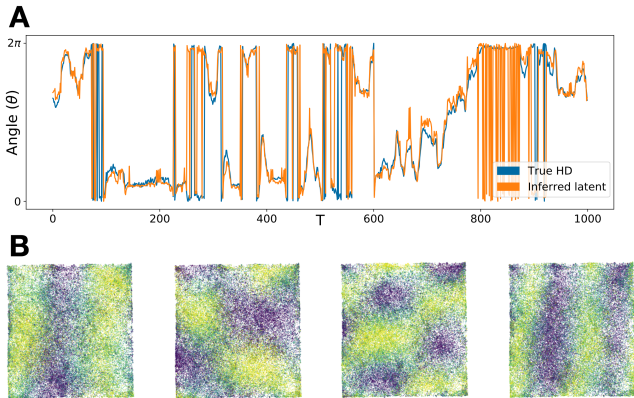 A
2π
Angle (θ)
0
True HD
Inferred latent
0
200
400
600
800
1000
T
B